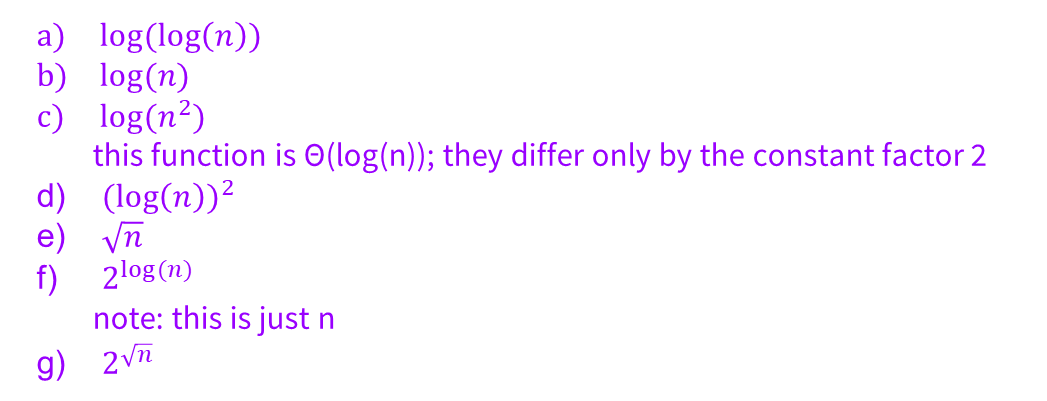 a) log(log(n))
b) log(n)
c) log(n²)
this function is Θ(log(n)); they differ only by the constant factor 2
d) (log(n))²
e) √n
f) 2^log(n)
note: this is just n
g) 2^√n